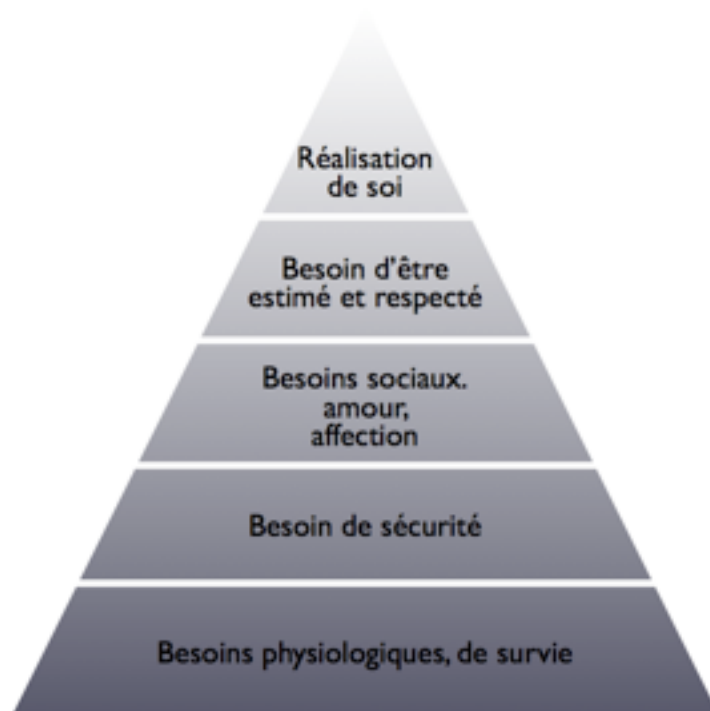 Réalisation
de soi
Besoin d'être
estimé et respecté
Besoins sociaux.
amour,
affection
Besoin de sécurité
Besoins physiologiques, de survie